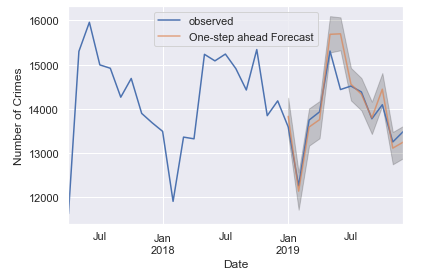 observed
One-step ahead Forecast
Number of Crimes
16000
15000
14000
13000
12000
Jul
Jan
2018
Jul
Jan
2019
Jul
Date